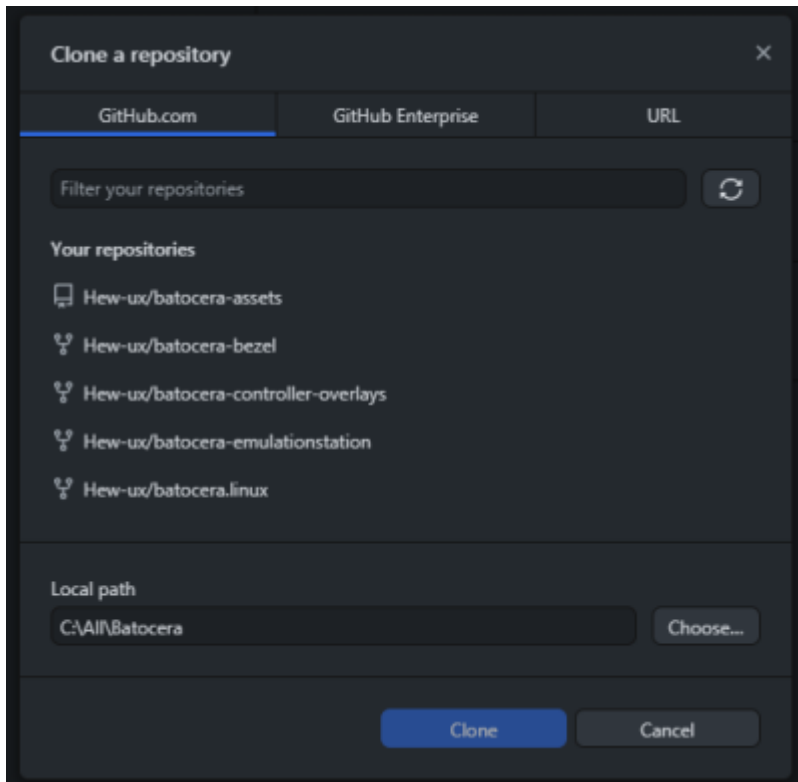 Clone a repository
GitHub.com GitHub Enterprise URL
Filter your repositories
Your repositories
Hew-ux/batocera-assets
Hew-ux/batocera-bezel
Hew-ux/batocera-controller-overlays
Hew-ux/batocera-emulationstation
Hew-ux/batocera.linux
Local path
C:\All\Batocera Choose...
Clone Cancel